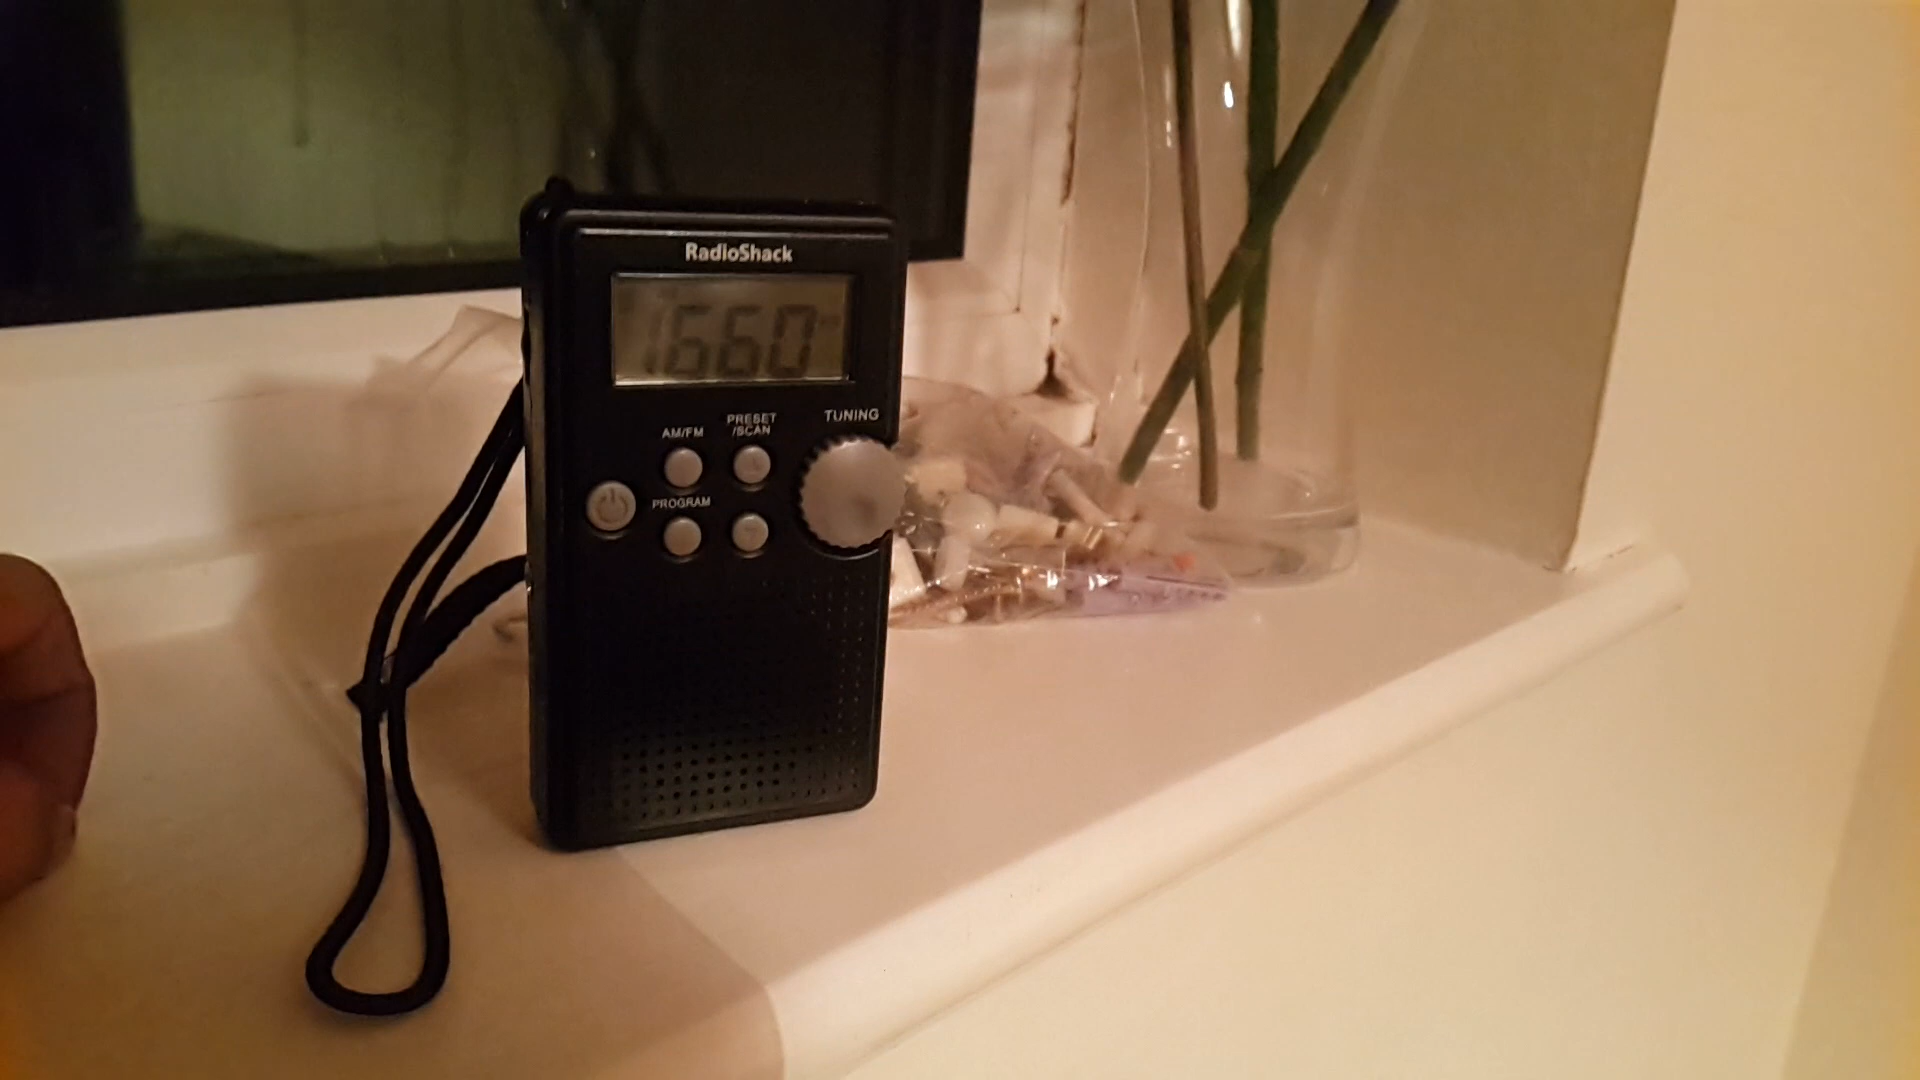 RadioShack
1660
TUNING
PRESET
/SCAN
AM/FM
PROGRAM